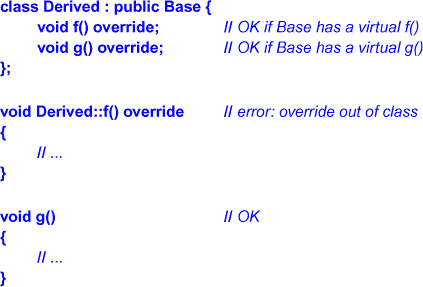 class Derived : public Base {
void f() override; // OK if Base has a virtual f()
void g() override; // OK if Base has a virtual g()
};
void Derived::f() override // error: override out of class
{
// ...
}
void g() // OK
{
// ...
}